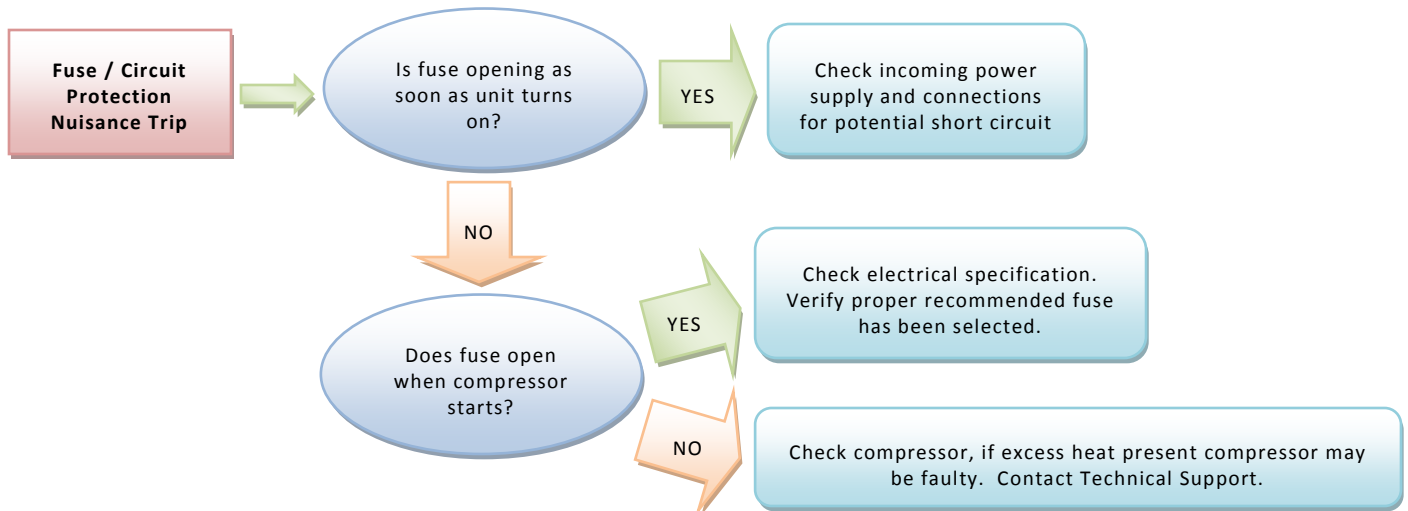 Fuse / Circuit
Protection
Nuisance Trip
Is fuse opening as
soon as unit turns
on?
YES
Check incoming power
supply and connections
for potential short circuit
NO
Does fuse open
when compressor
starts?
YES
Check electrical specification.
Verify proper recommended fuse
has been selected.
NO
Check compressor, if excess heat present compressor may
be faulty.  Contact Technical Support.